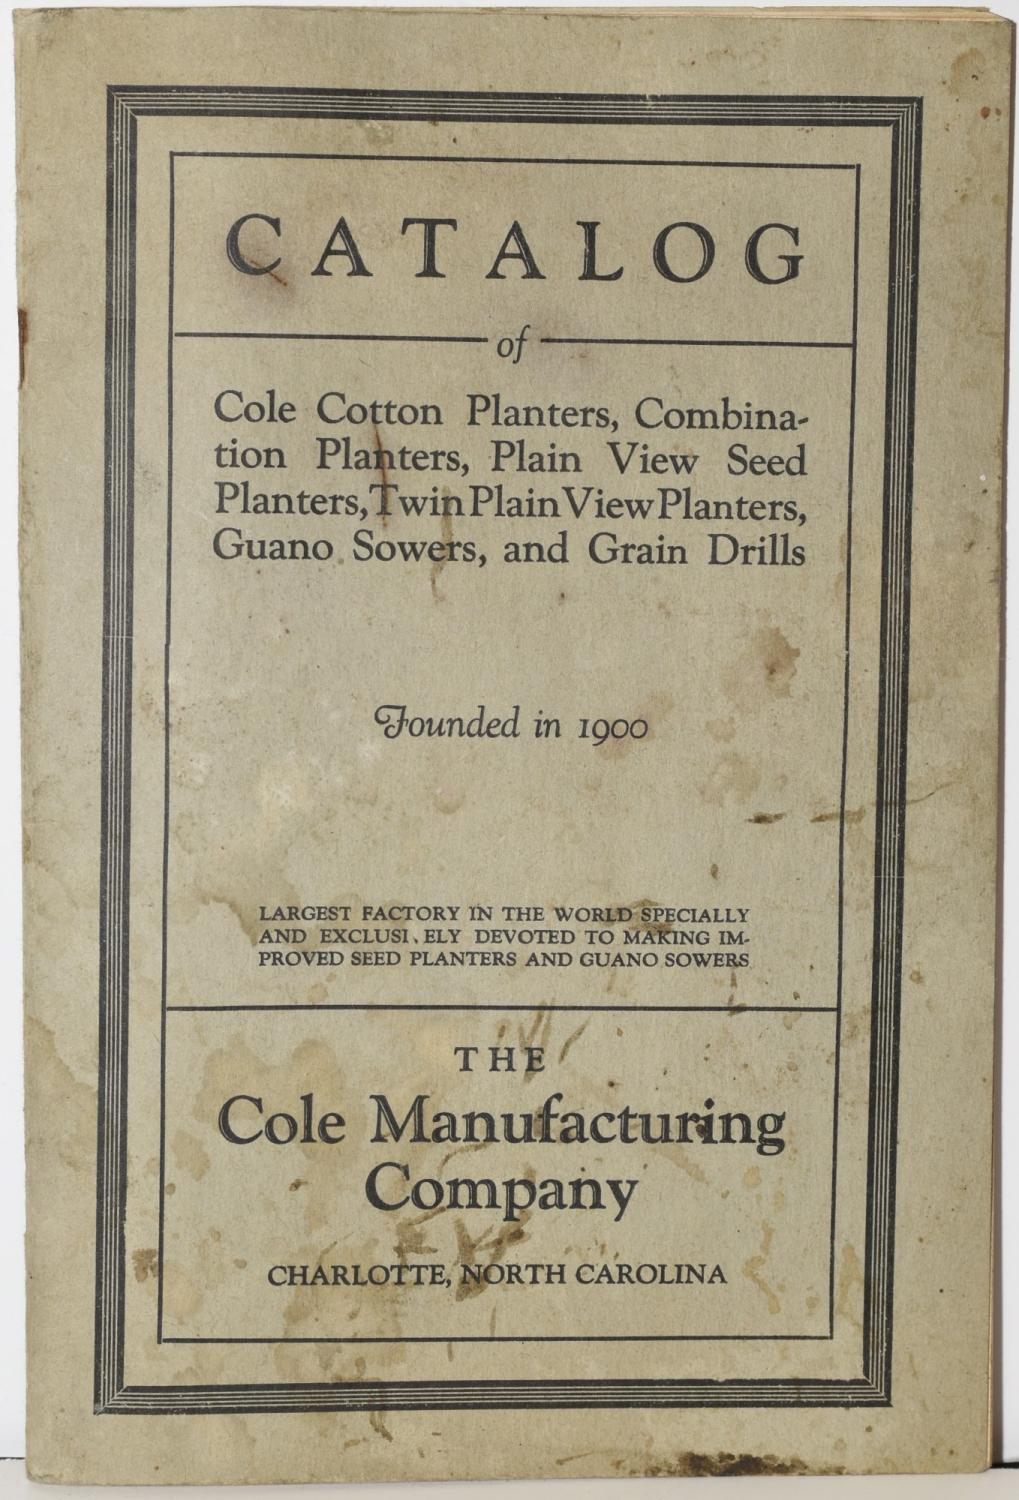 CATALOG
of
Cole Cotton Planters, Combina-
tion Planters, Plain View Seed
Planters, Twin Plain View Planters,
Guano Sowers, and Grain Drills
Founded in 1900
LARGEST FACTORY IN THE WORLD SPECIALLY
AND EXCLUSI.ELY DEVOTED TO MAKING IM-
PROVED SEED PLANTERS AND GUANO SOWERS
THE
Cole Manufacturing
Company
CHARLOTTE, NORTH CAROLINA